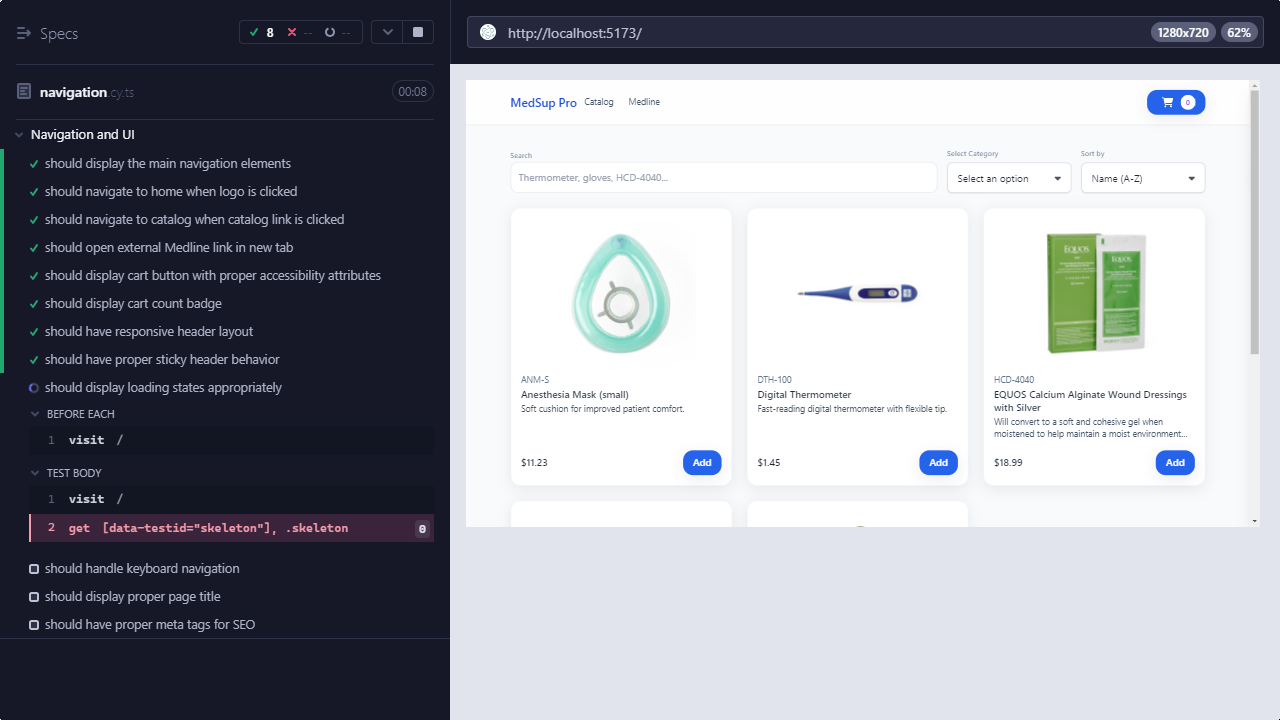 Specs
8 -- --
navigation.cy.ts
00:08
Navigation and UI
should display the main navigation elements
should navigate to home when logo is clicked
should navigate to catalog when catalog link is clicked
should open external Medline link in new tab
should display cart button with proper accessibility attributes
should display cart count badge
should have responsive header layout
should have proper sticky header behavior
should display loading states appropriately
BEFORE EACH
1 visit /
TEST BODY
1 visit /
2 get [data-testid="skeleton"], .skeleton 0
should handle keyboard navigation
should display proper page title
should have proper meta tags for SEO
http://localhost:5173/
1280x720 62%
MedSup Pro Catalog Medline
0
Search
Thermometer, gloves, HCD-4040...
Select Category
Select an option
Sort by
Name (A-Z)
ANM-S
Anesthesia Mask (small)
Soft cushion for improved patient comfort.
$11.23 Add
DTH-100
Digital Thermometer
Fast-reading digital thermometer with flexible tip.
$1.45 Add
EQUOS
EQUOS
HCD-4040
EQUOS Calcium Alginate Wound Dressings
with Silver
Will convert to a soft and cohesive gel when
moistened to help maintain a moist environment...
$18.99 Add